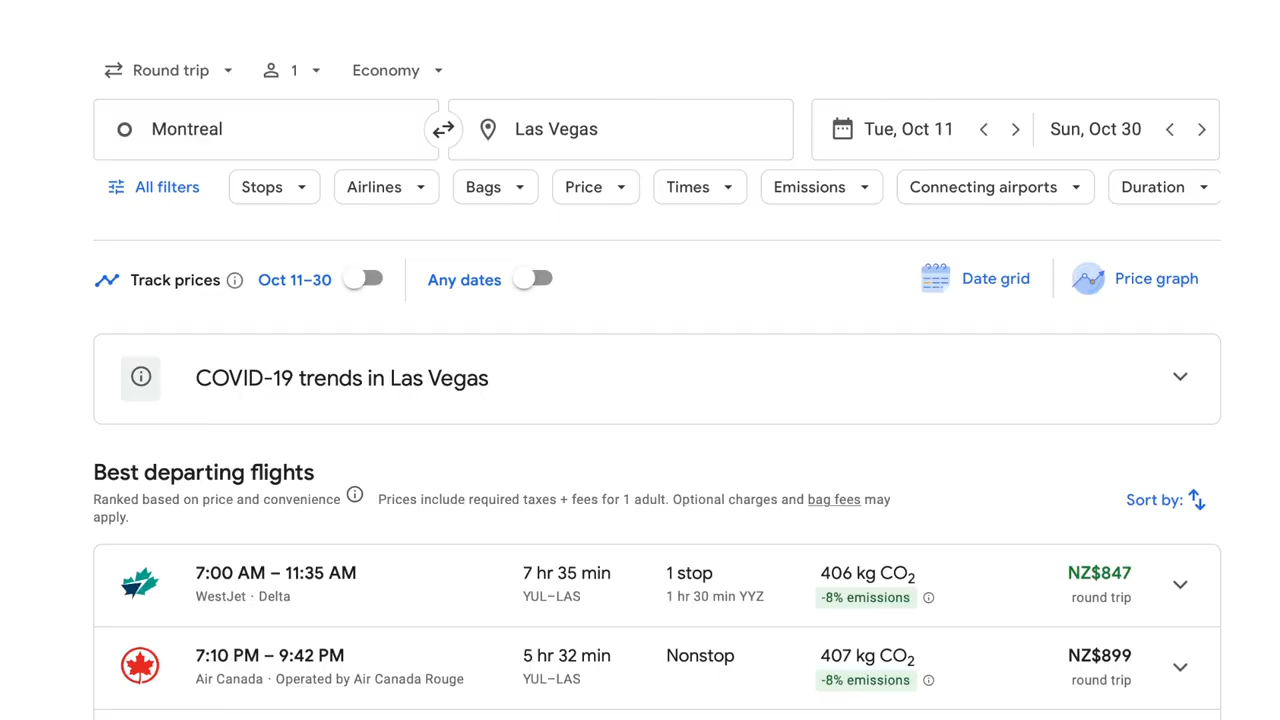 Round trip 1 Economy
Montreal Las Vegas Tue, Oct 11 Sun, Oct 30
All filters Stops Airlines Bags Price Times Emissions Connecting airports Duration
Track prices Oct 11–30 Any dates Date grid Price graph
COVID-19 trends in Las Vegas
Best departing flights
Ranked based on price and convenience Prices include required taxes + fees for 1 adult. Optional charges and bag fees may
apply.
Sort by:
7:00 AM – 11:35 AM 7 hr 35 min 1 stop 406 kg CO2 NZ$847
WestJet · Delta YUL–LAS 1 hr 30 min YYZ -8% emissions round trip
7:10 PM – 9:42 PM 5 hr 32 min Nonstop 407 kg CO2 NZ$899
Air Canada · Operated by Air Canada Rouge YUL–LAS -8% emissions round trip